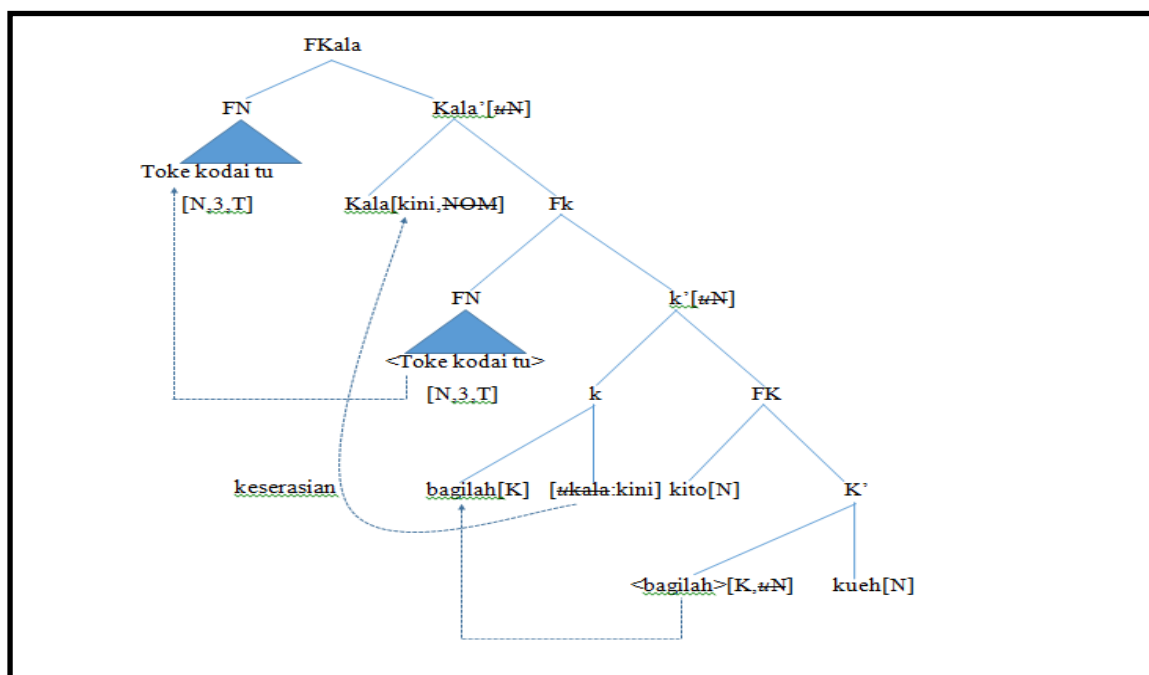 FKala
FN Kala’[uN]
Toke kodai tu
[N,3,T] Kala[kini,NOM] Fk
FN k’[uN]
<Toke kodai tu>
[N,3,T] k FK
keserasian bagilah[K] [ukala:kini] kito[N] K’
<bagilah>[K,uN] kueh[N]